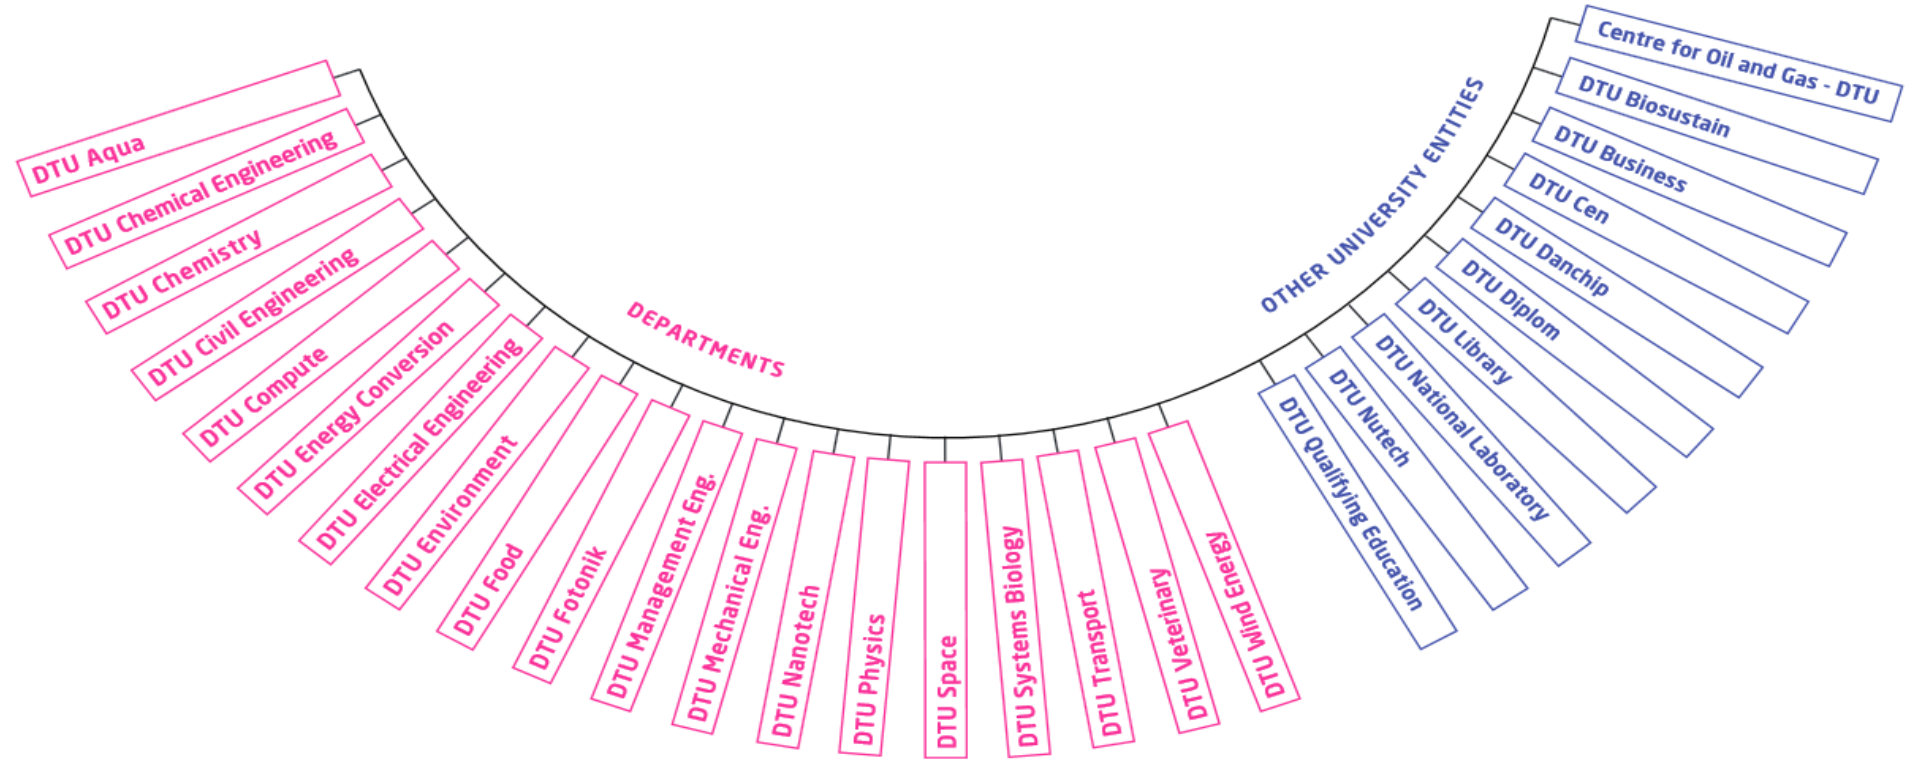 DEPARTMENTS
DTU Aqua
DTU Chemical Engineering
DTU Chemistry
DTU Civil Engineering
DTU Compute
DTU Energy Conversion
DTU Electrical Engineering
DTU Environment
DTU Food
DTU Fotonik
DTU Management Eng.
DTU Mechanical Eng.
DTU Nanotech
DTU Physics
DTU Space
DTU Systems Biology
DTU Transport
DTU Veterinary
DTU Wind Energy
OTHER UNIVERSITY ENTITIES
Centre for Oil and Gas - DTU
DTU Biosustain
DTU Business
DTU Cen
DTU Danchip
DTU Diplom
DTU Library
DTU National Laboratory
DTU Nutech
DTU Qualifying Education